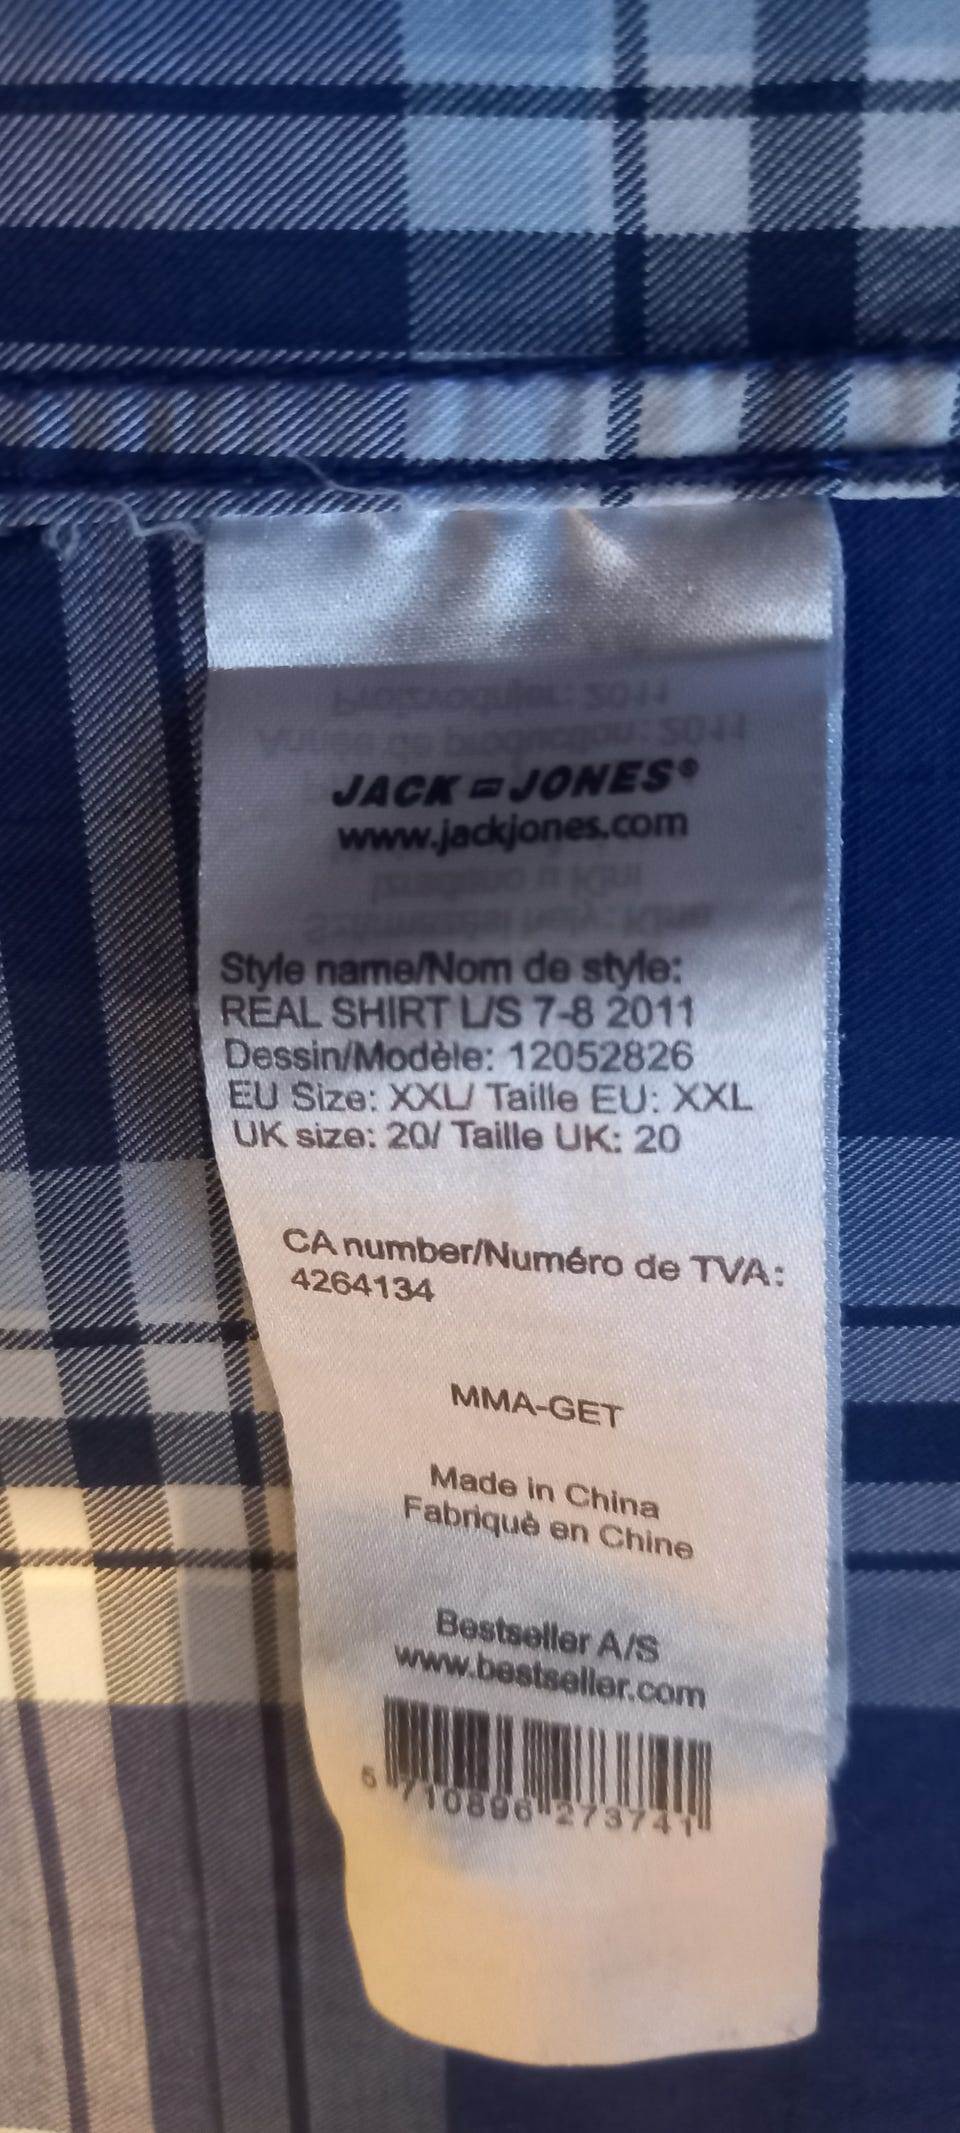 JACK = JONES®
www.jackjones.com
Style name/Nom de style:
REAL SHIRT L/S 7-8 2011
Dessin/Modèle: 12052826
EU Size: XXL/ Taille EU: XXL
UK size: 20/ Taille UK: 20
CA number/Numéro de TVA:
4264134
MMA-GET
Made in China
Fabriquè en Chine
Bestseller A/S
www.bestseller.com
5 710896 273741